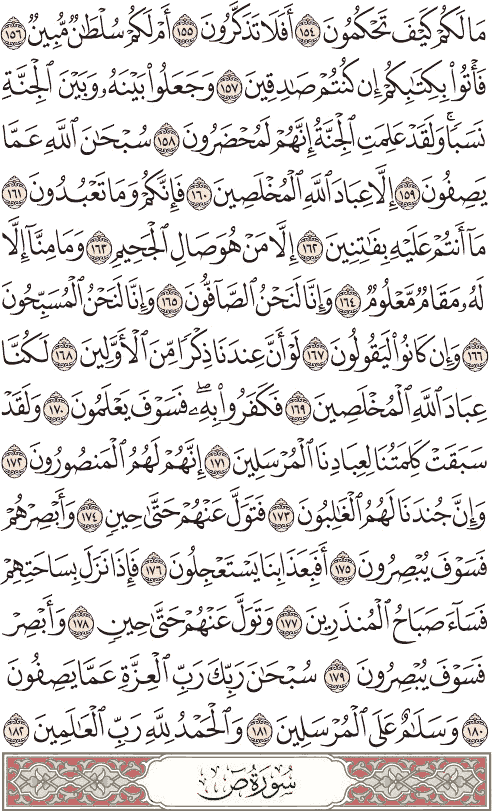 مَا لَكُمْ كَيْفَ تَحْكُمُونَ ١٥٤ أَفَلَا تَذَكَّرُونَ ١٥٥ أَمْ لَكُمْ سُلْطَانٌ مُّبِينٌ ١٥٦
فَأْتُوا بِكِتَابِكُمْ إِن كُنتُمْ صَادِقِينَ ١٥٧ وَجَعَلُوا بَيْنَهُ وَبَيْنَ الْجِنَّةِ
نَسَبًا ۚ وَلَقَدْ عَلِمَتِ الْجِنَّةُ إِنَّهُمْ لَمُحْضَرُونَ ١٥٨ سُبْحَانَ اللَّهِ عَمَّا
يَصِفُونَ ١٥٩ إِلَّا عِبَادَ اللَّهِ الْمُخْلَصِينَ ١٦٠ فَإِنَّكُمْ وَمَا تَعْبُدُونَ ١٦١
مَا أَنتُمْ عَلَيْهِ بِفَاتِنِينَ ١٦٢ إِلَّا مَنْ هُوَ صَالِ الْجَحِيمِ ١٦٣ وَمَا مِنَّا إِلَّا
لَهُ مَقَامٌ مَّعْلُومٌ ١٦٤ وَإِنَّا لَنَحْنُ الصَّافُّونَ ١٦٥ وَإِنَّا لَنَحْنُ الْمُسَبِّحُونَ
١٦٦ وَإِن كَانُوا لَيَقُولُونَ ١٦٧ لَوْ أَنَّ عِندَنَا ذِكْرًا مِّنَ الْأَوَّلِينَ ١٦٨ لَكُنَّا
عِبَادَ اللَّهِ الْمُخْلَصِينَ ١٦٩ فَكَفَرُوا بِهِ ۖ فَسَوْفَ يَعْلَمُونَ ١٧٠ وَلَقَدْ
سَبَقَتْ كَلِمَتُنَا لِعِبَادِنَا الْمُرْسَلِينَ ١٧١ إِنَّهُمْ لَهُمُ الْمَنصُورُونَ ١٧٢
وَإِنَّ جُندَنَا لَهُمُ الْغَالِبُونَ ١٧٣ فَتَوَلَّ عَنْهُمْ حَتَّىٰ حِينٍ ١٧٤ وَأَبْصِرْهُمْ
فَسَوْفَ يُبْصِرُونَ ١٧٥ أَفَبِعَذَابِنَا يَسْتَعْجِلُونَ ١٧٦ فَإِذَا نَزَلَ بِسَاحَتِهِمْ
فَسَاءَ صَبَاحُ الْمُنذَرِينَ ١٧٧ وَتَوَلَّ عَنْهُمْ حَتَّىٰ حِينٍ ١٧٨ وَأَبْصِرْ
فَسَوْفَ يُبْصِرُونَ ١٧٩ سُبْحَانَ رَبِّكَ رَبِّ الْعِزَّةِ عَمَّا يَصِفُونَ
١٨٠ وَسَلَامٌ عَلَى الْمُرْسَلِينَ ١٨١ وَالْحَمْدُ لِلَّهِ رَبِّ الْعَالَمِينَ ١٨٢
سُورَةُ ص